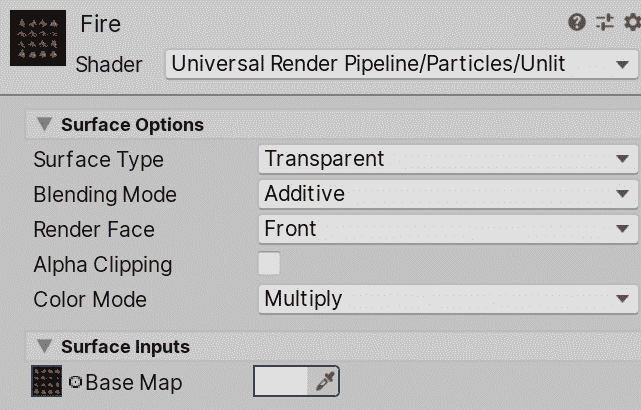 Fire
Shader Universal Render Pipeline/Particles/Unlit
Surface Options
Surface Type Transparent
Blending Mode Additive
Render Face Front
Alpha Clipping
Color Mode Multiply
Surface Inputs
Base Map